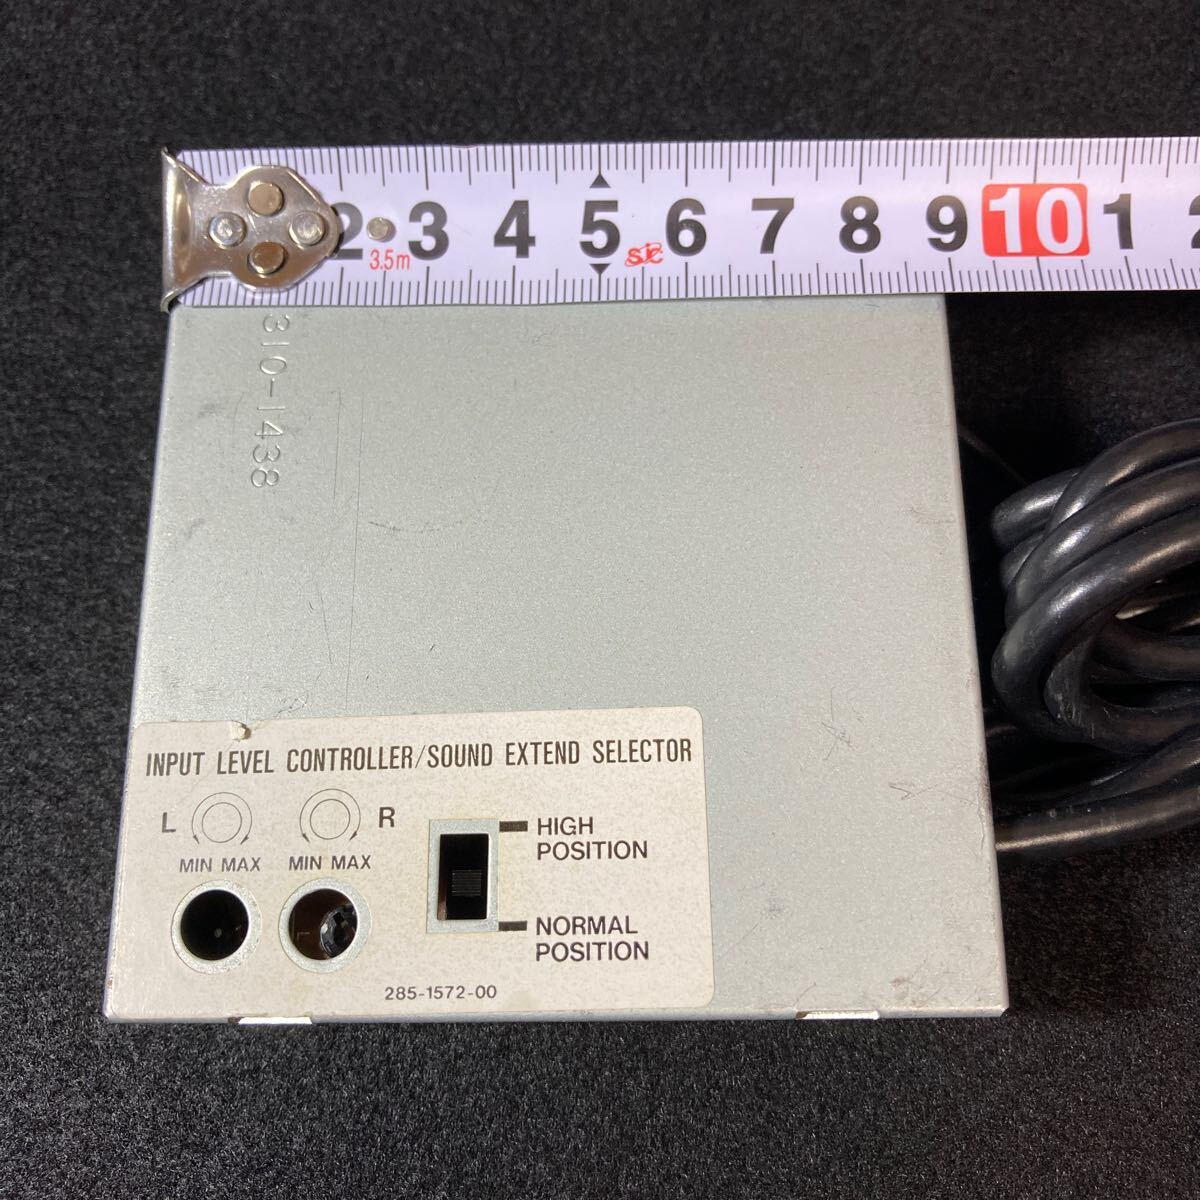 2 3 4 5 6 7 8 9 10 1 2
3.5m SJC
310-1438
INPUT LEVEL CONTROLLER/SOUND EXTEND SELECTOR
L R
MIN MAX MIN MAX
HIGH
POSITION
NORMAL
POSITION
285-1572-00